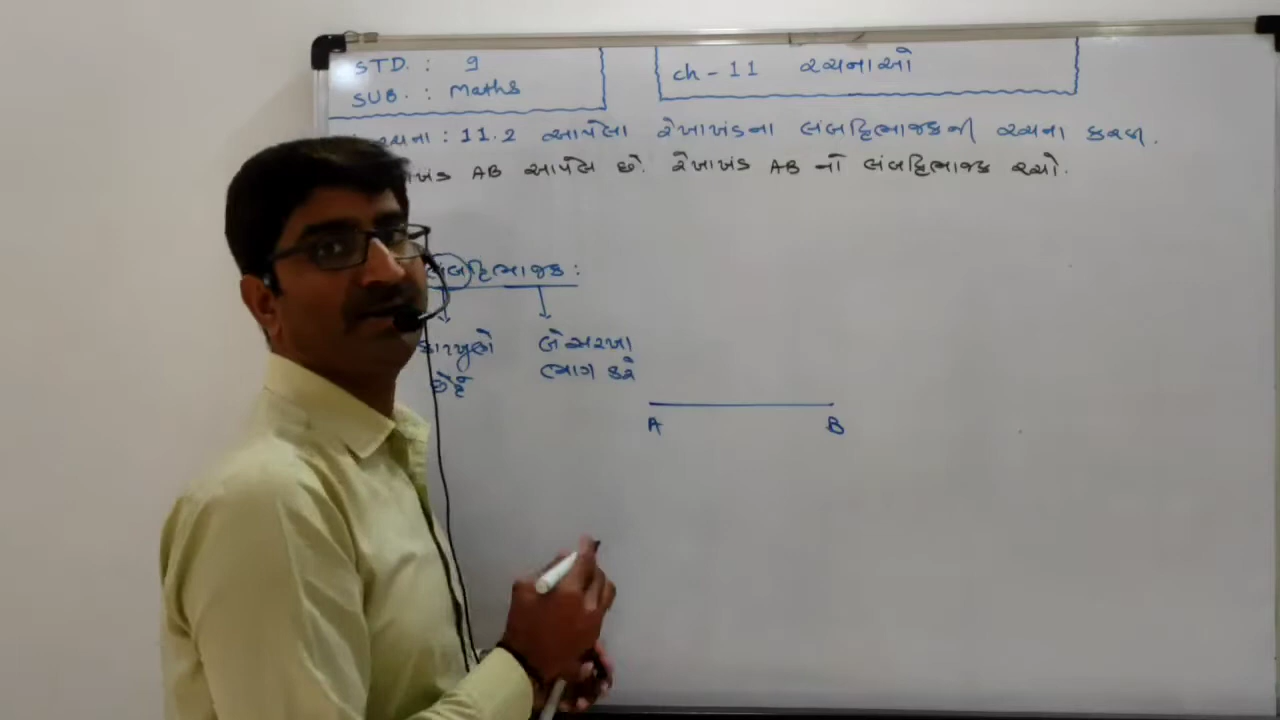 STD. : 9
SUB. : Maths
ch - 11 રચનાઓ
રચના : 11.2 આપેલા રેખાખંડના લંબદ્વિભાજકની રચના કરવી.
AB આપેલ છે. રેખાખંડ AB નો લંબદ્વિભાજક રચો.
લંબદ્વિભાજક :
કાટખૂણો બે સરખા
છેદે ભાગ કરે
A B